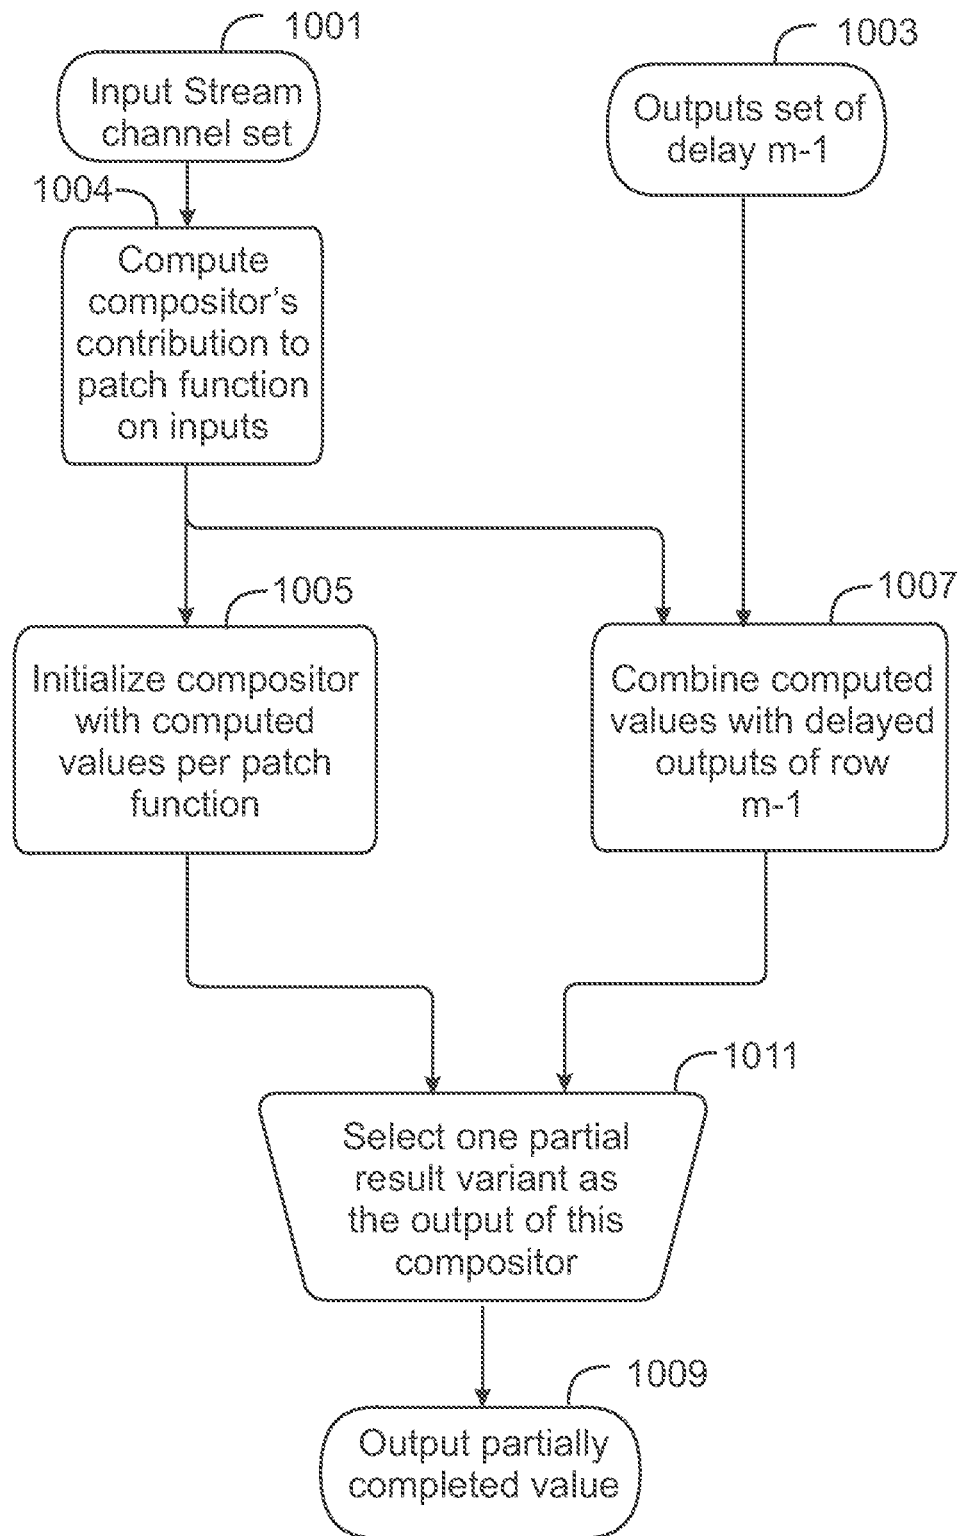 1001
Input Stream
channel set
1003
Outputs set of
delay m-1
1004
Compute
compositor's
contribution to
patch function
on inputs
1005
Initialize compositor
with computed
values per patch
function
1007
Combine computed
values with delayed
outputs of row
m-1
1011
Select one partial
result variant as
the output of this
compositor
1009
Output partially
completed value